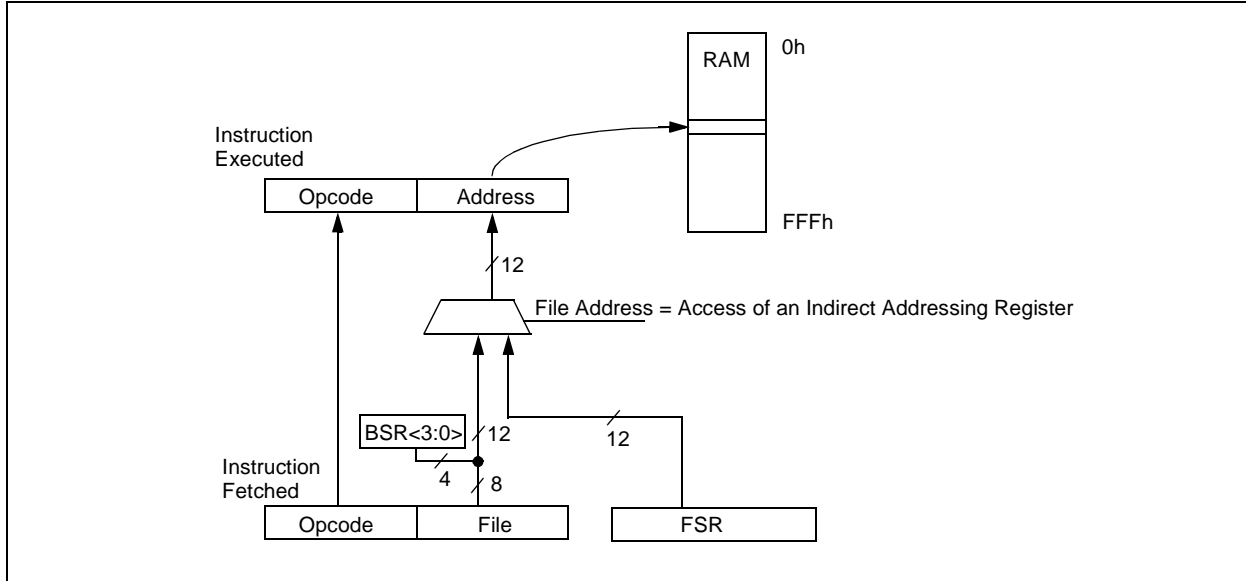 0h
RAM
Instruction
Executed
Opcode
Address
FFFh
12
File Address = Access of an Indirect Addressing Register
BSR<3:0>
12
12
4
8
Instruction
Fetched
Opcode
File
FSR